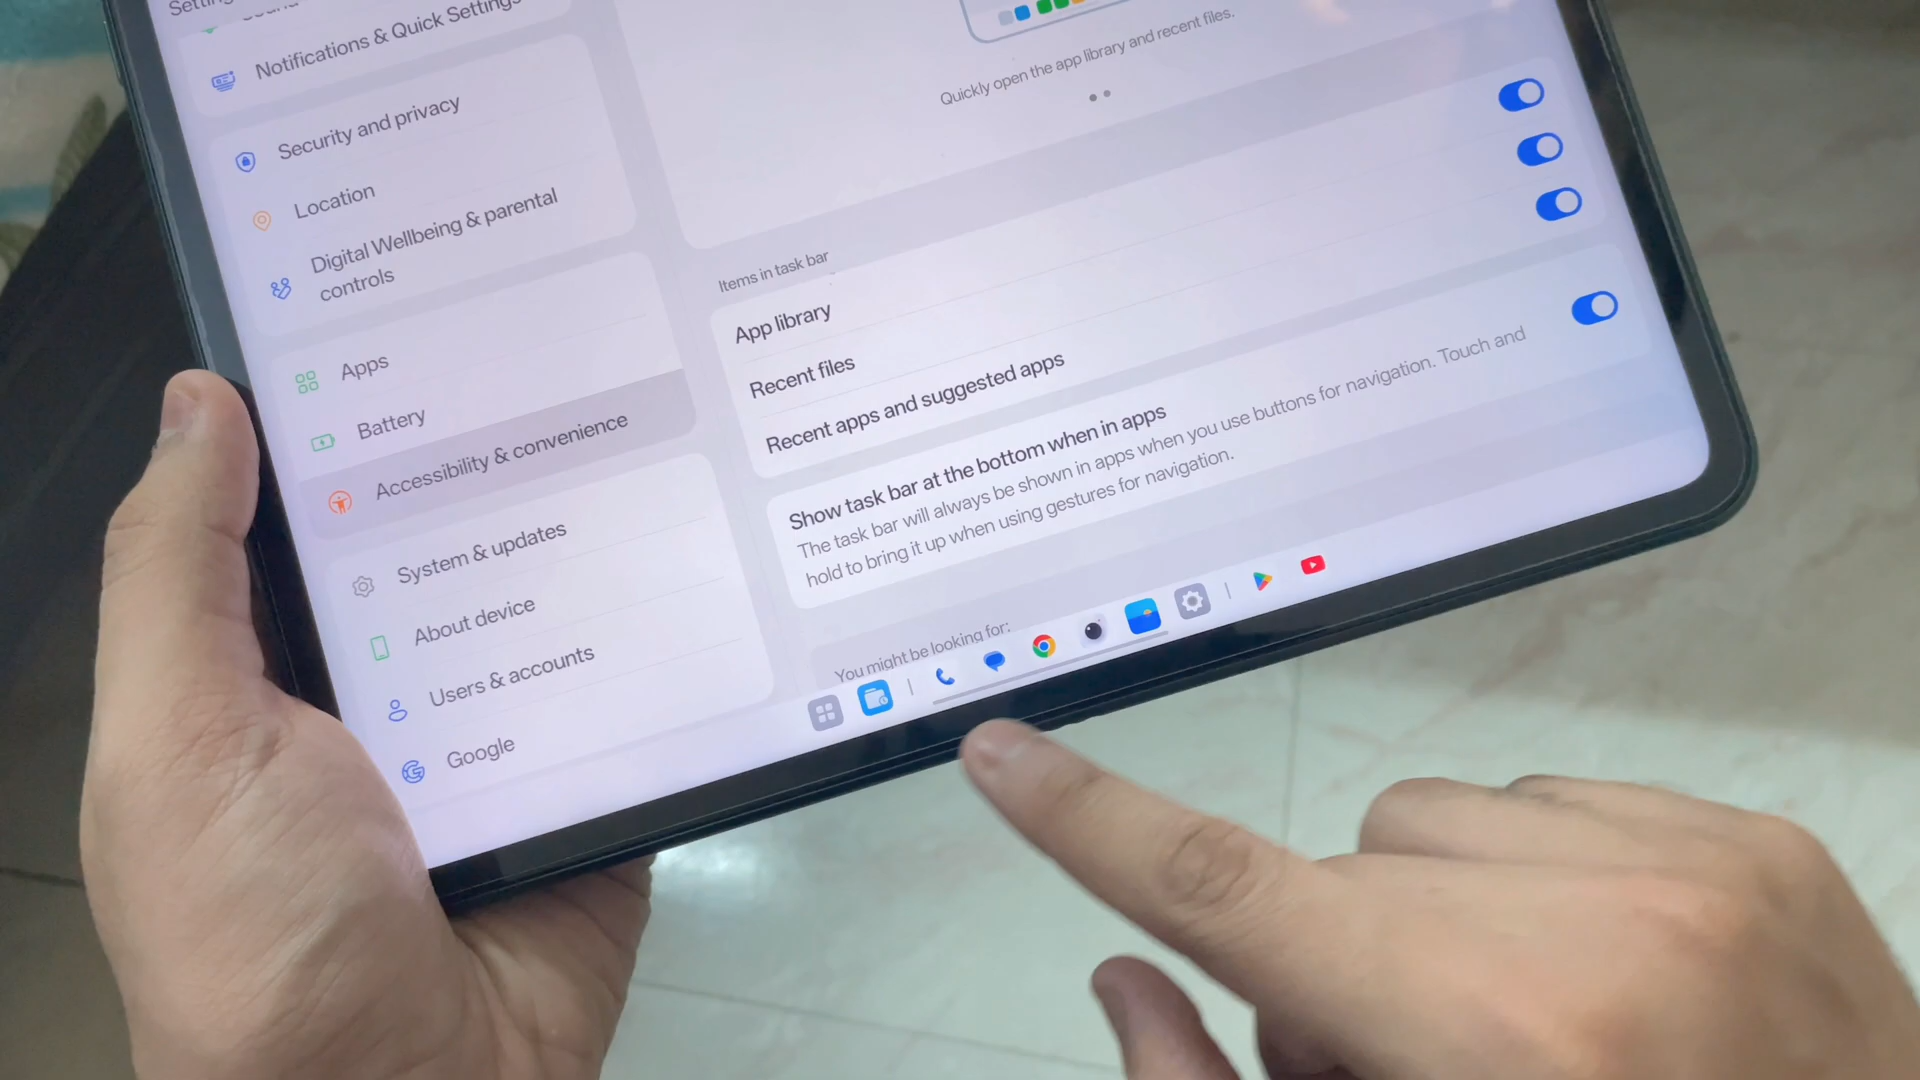 Notifications & Quick Settings
Security and privacy
Location
Digital Wellbeing & parental
controls
Apps
Battery
Accessibility & convenience
System & updates
About device
Users & accounts
Google
Quickly open the app library and recent files.
Items in task bar
App library
Recent files
Recent apps and suggested apps
Show task bar at the bottom when in apps
The task bar will always be shown in apps when you use buttons for navigation. Touch and
hold to bring it up when using gestures for navigation.
You might be looking for: